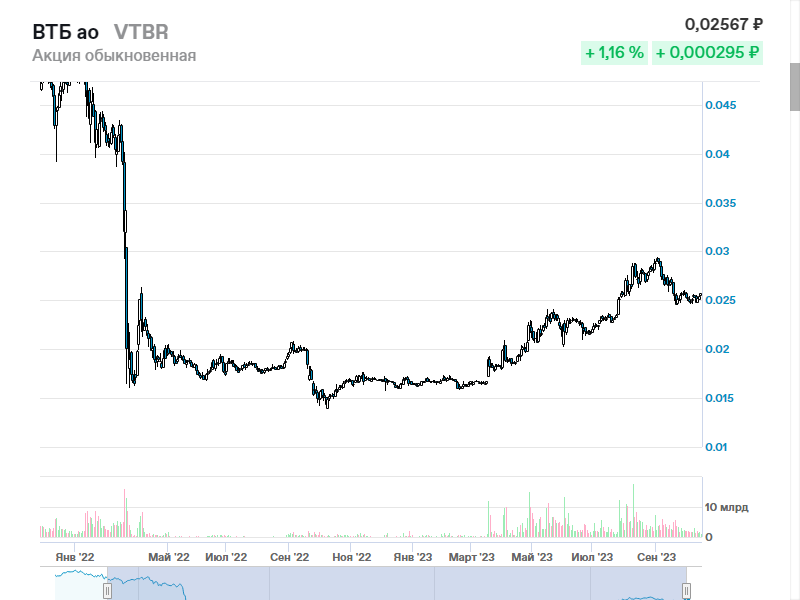 ВТБ ао VTBR
0,02567 ₽
Акция обыкновенная
+ 1,16 % + 0,000295 ₽
0.045
0.04
0.035
0.03
0.025
0.02
0.015
0.01
10 млрд
0
Янв '22 Май '22 Июл '22 Сен '22 Ноя '22 Янв '23 Март '23 Май '23 Июл '23 Сен '23